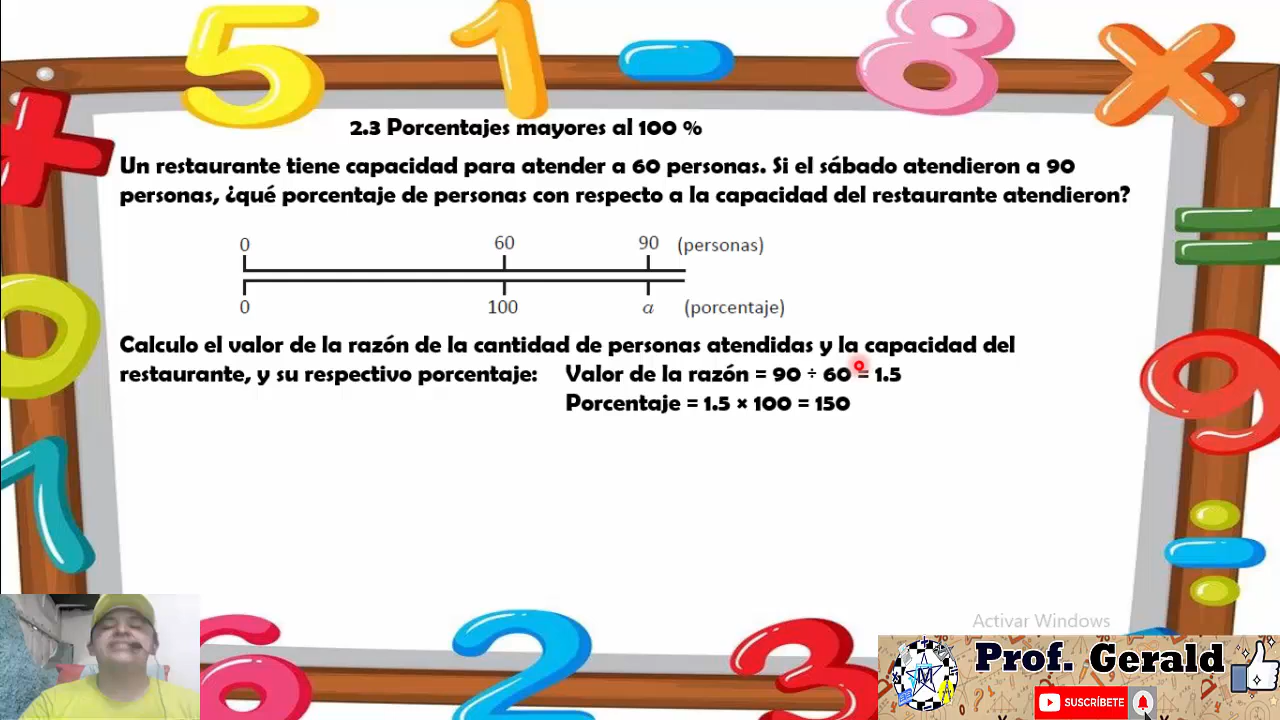 2.3 Porcentajes mayores al 100 %
Un restaurante tiene capacidad para atender a 60 personas. Si el sábado atendieron a 90
personas, ¿qué porcentaje de personas con respecto a la capacidad del restaurante atendieron?
0 60 90 (personas)
0 100 a (porcentaje)
Calculo el valor de la razón de la cantidad de personas atendidas y la capacidad del
restaurante, y su respectivo porcentaje: Valor de la razón = 90 ÷ 60 = 1.5
Porcentaje = 1.5 × 100 = 150
Activar Windows
Prof. Gerald
SUSCRÍBETE